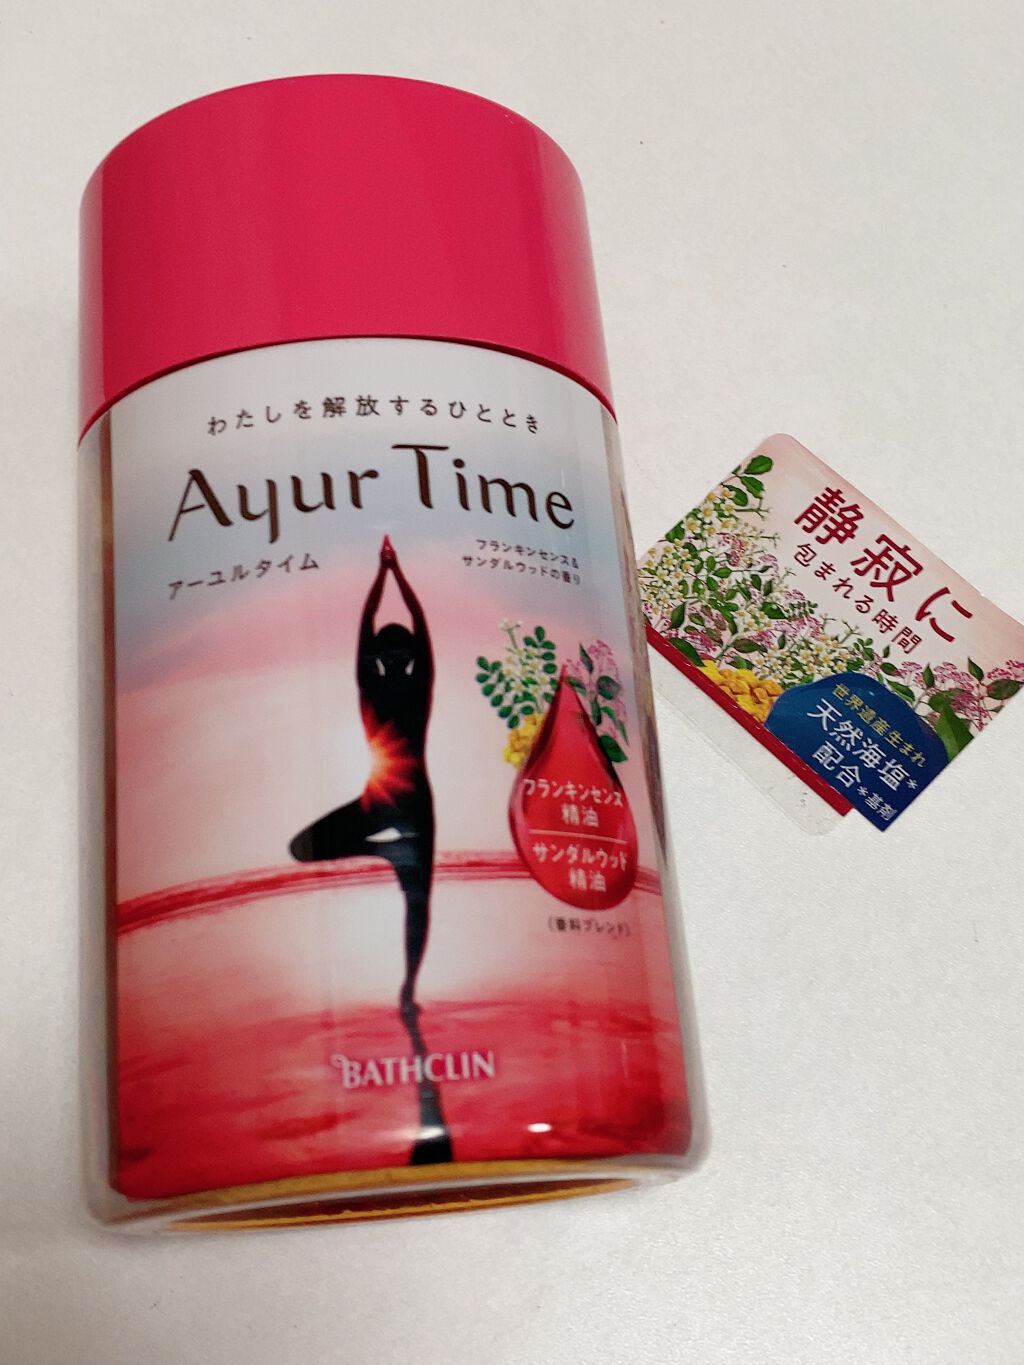 わたしを解放するひととき
Ayur Time
アーユルタイム
フランキンセンス&
サンダルウッドの香り
フランキンセンス
精油
サンダルウッド
精油
(香料ブレンド)
BATHCLIN
静寂に
包まれる時間
世界遺産生まれ
天然海塩*
配合
*基剤